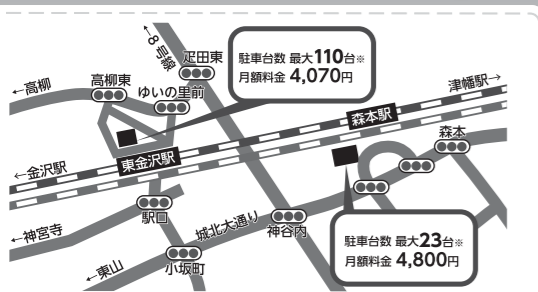 ←8号線
疋田東
駐車台数 最大110台※
月額料金 4,070円
←高柳
高柳東
ゆいの里前
津幡駅→
森本駅
森本
←金沢駅
東金沢駅
駅口
←神宮寺
城北大通り
神谷内
小坂町
←東山
駐車台数 最大23台※
月額料金 4,800円